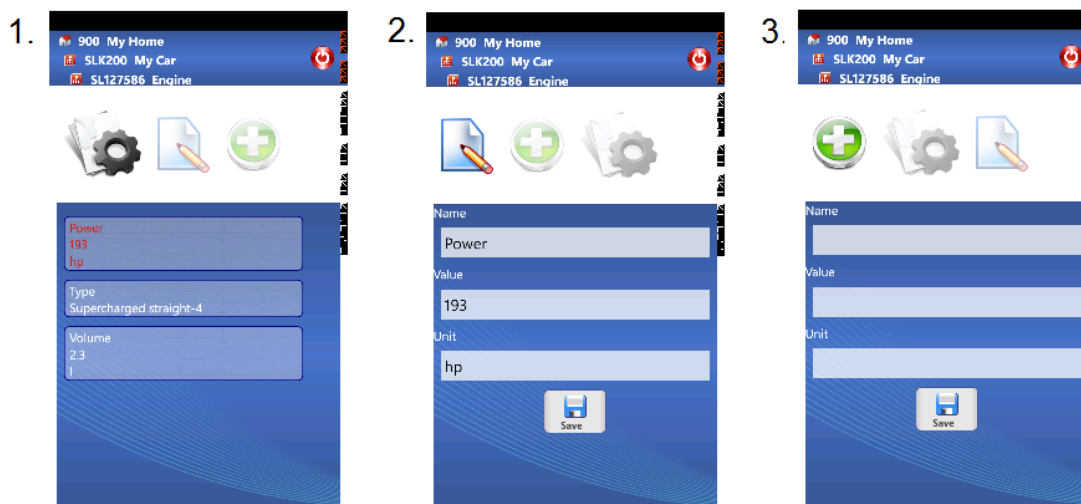 1.
900 My Home
SLK200 My Car
SL127586 Engine
Power
193
hp
Type
Supercharged straight-4
Volume
2.3
l
2.
900 My Home
SLK200 My Car
SL127586 Engine
Name
Power
Value
193
Unit
hp
Save
3.
900 My Home
SLK200 My Car
SL127586 Engine
Name
Value
Unit
Save